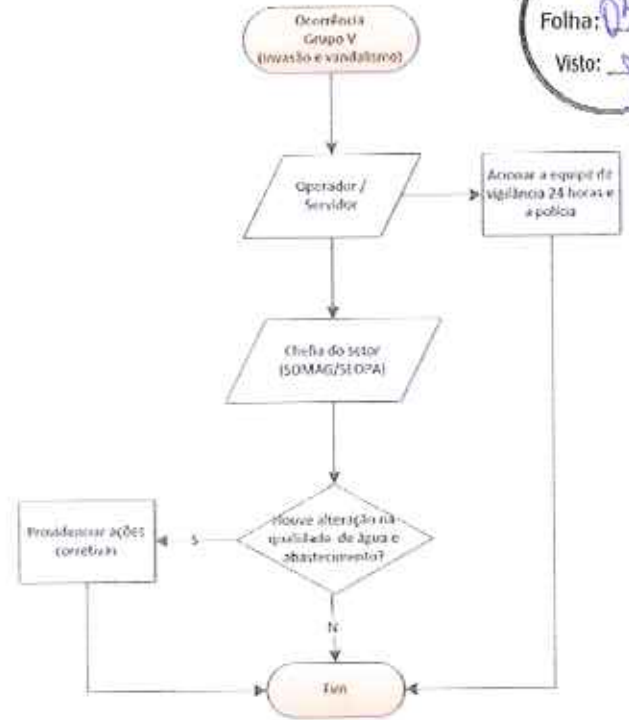 Ocorrência
Grupo V
(invasão e vandalismo)
Folha:
Visto:
Operador /
Servidor
Acionar a equipe de
vigilância 24 horas e
a polícia
Chefia do setor
(SOMAG/SEOPA)
Houve alteração na
qualidade de água e
abastecimento?
Providenciar ações
corretivas
S
N
Fim